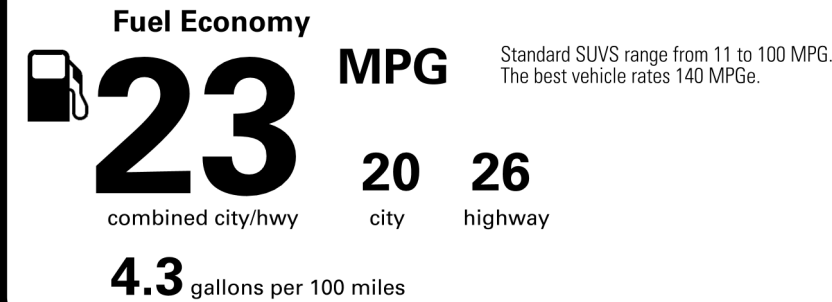 Fuel Economy
23 MPG
Standard SUVS range from 11 to 100 MPG.
The best vehicle rates 140 MPGe.
20 26
combined city/hwy city highway
4.3 gallons per 100 miles